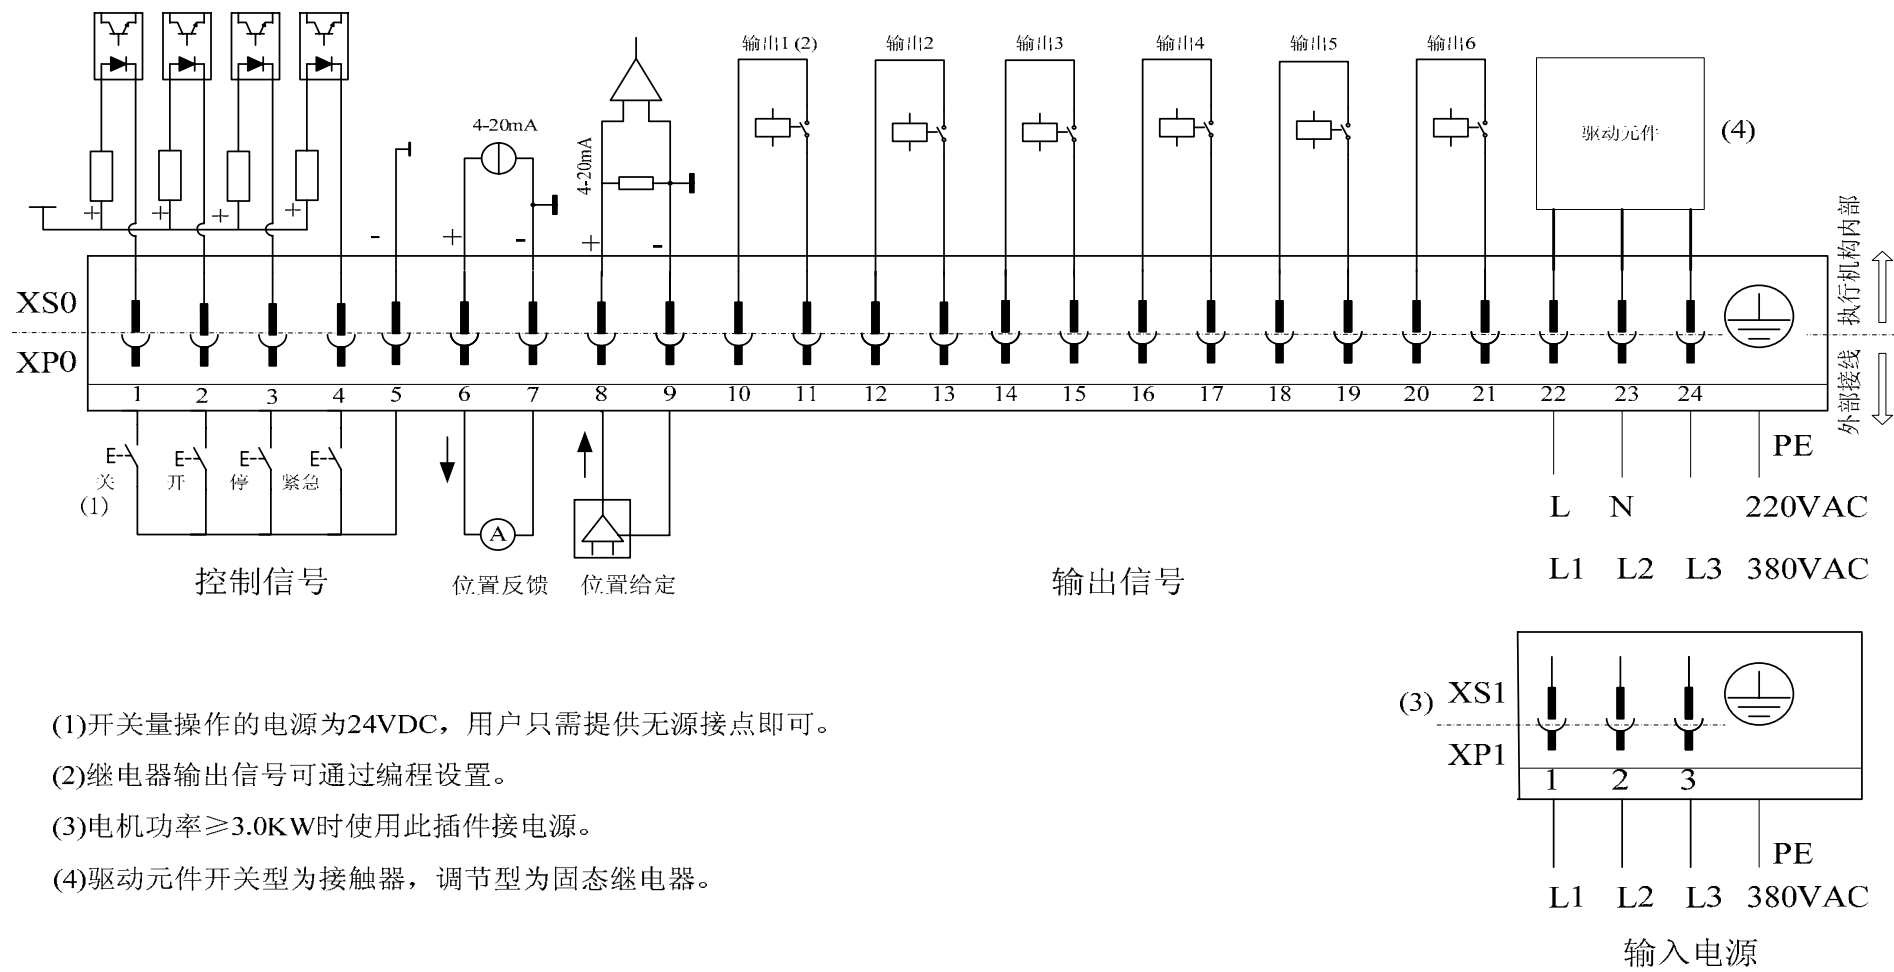 输出1 (2) 输出2 输出3 输出4 输出5 输出6
4-20mA
4-20mA
驱动元件
(4)
+ + + +
- + - + -
执行机构内部
XS0
XP0
外部接线
1 2 3 4 5 6 7 8 9 10 11 12 13 14 15 16 17 18 19 20 21 22 23 24
PE
关 开 停 紧急
(1)
A
L N 220VAC
控制信号 位置反馈 位置给定 输出信号
L1 L2 L3 380VAC
(3) XS1
XP1
1 2 3
PE
L1 L2 L3 380VAC
输入电源
(1)开关量操作的电源为24VDC，用户只需提供无源接点即可。
(2)继电器输出信号可通过编程设置。
(3)电机功率≥3.0KW时使用此插件接电源。
(4)驱动元件开关型为接触器，调节型为固态继电器。